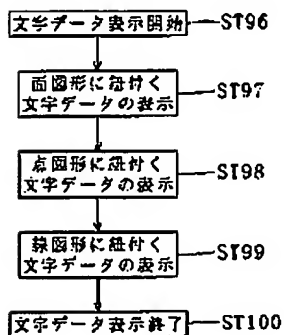 文字データ表示開始 ST96
面図形に紐付く
文字データの表示 ST97
点図形に紐付く
文字データの表示 ST98
線図形に紐付く
文字データの表示 ST99
文字データ表示終了 ST100